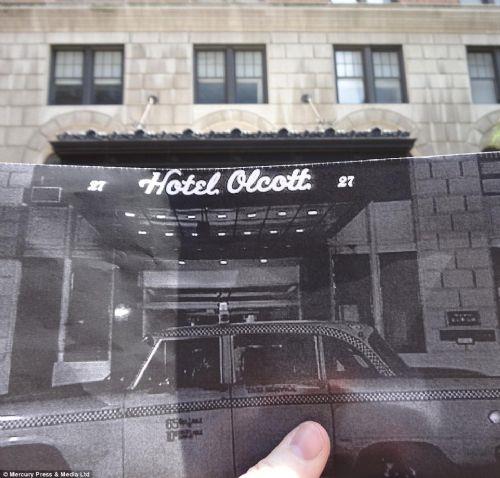 27 Hotel Olcott 27
© Mercury Press & Media Ltd